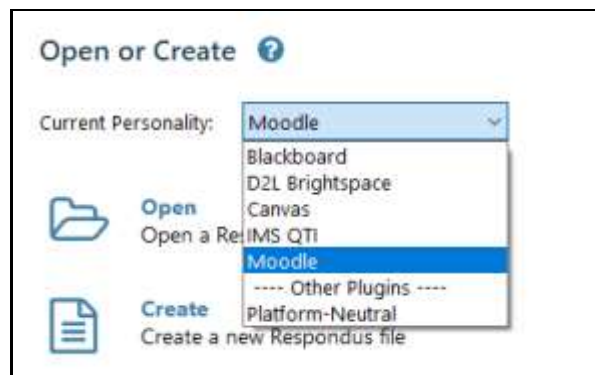 Open or Create ?
Current Personality: Moodle
Blackboard
D2L Brightspace
Canvas
IMS QTI
Moodle
---- Other Plugins ----
Platform-Neutral
Open
Open a Re
Create
Create a new Respondus file